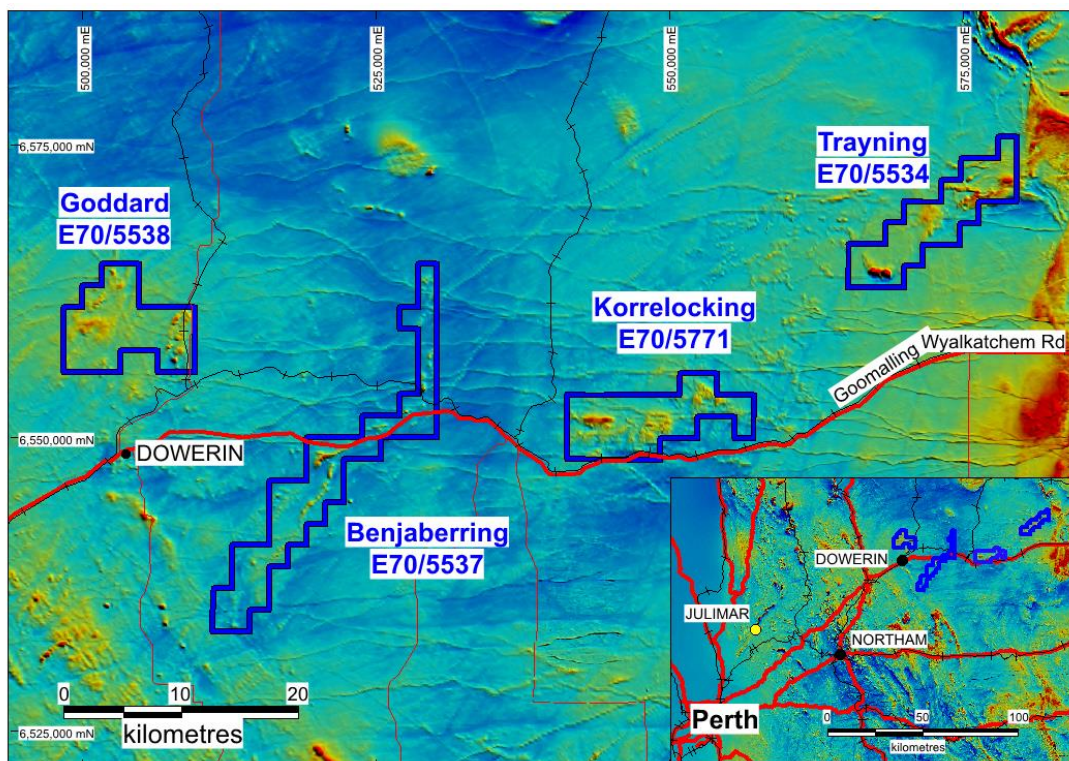 500,000 mE
525,000 mE
550,000 mE
575,000 mE
6,575,000 mN
Trayning
E70/5534
Goddard
E70/5538
Korrelocking
E70/5771
Goomalling Wyalkatchem Rd
6,550,000 mN
DOWERIN
Benjaberring
E70/5537
0 10 20
kilometres
6,525,000 mN
DOWERIN
JULIMAR
NORTHAM
Perth
0 50 100
kilometres